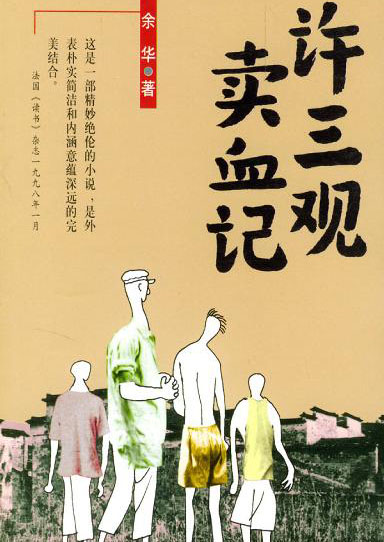 许三观
卖血记
余华●著
这是一部精妙绝伦的小说，是外
表朴实简洁和内涵意蕴深远的完
美结合。
法国《读书》杂志一九九八年一月